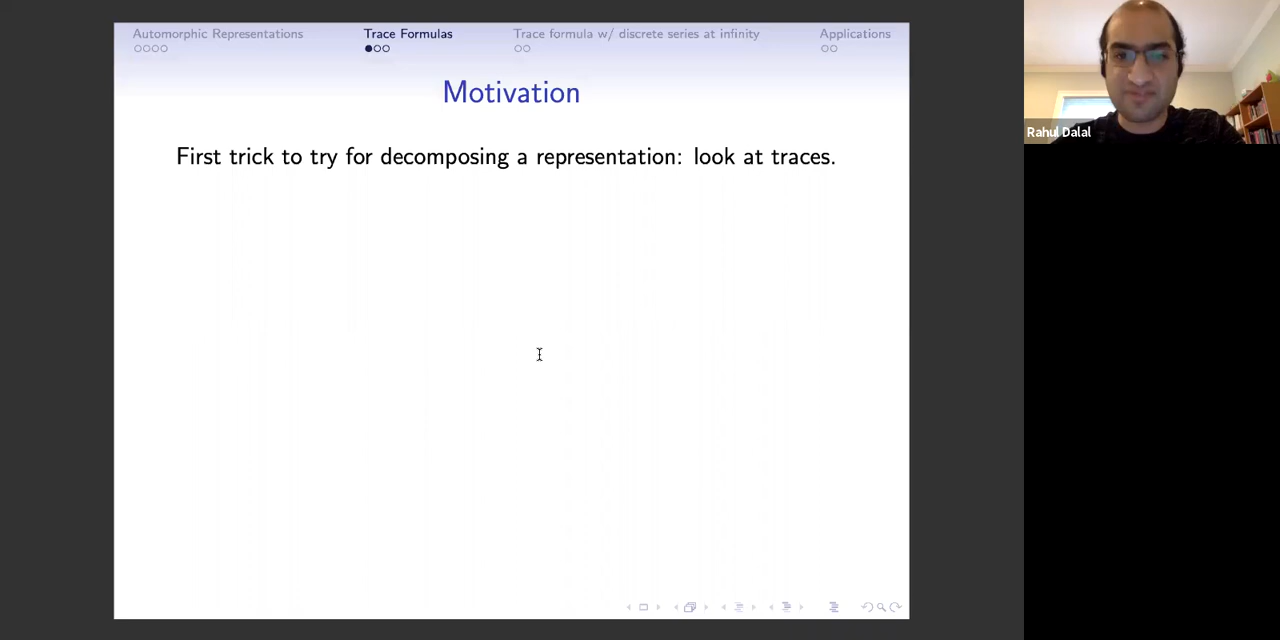 Automorphic Representations Trace Formulas Trace formula w/ discrete series at infinity Applications
Motivation
First trick to try for decomposing a representation: look at traces.
Rahul Dalal